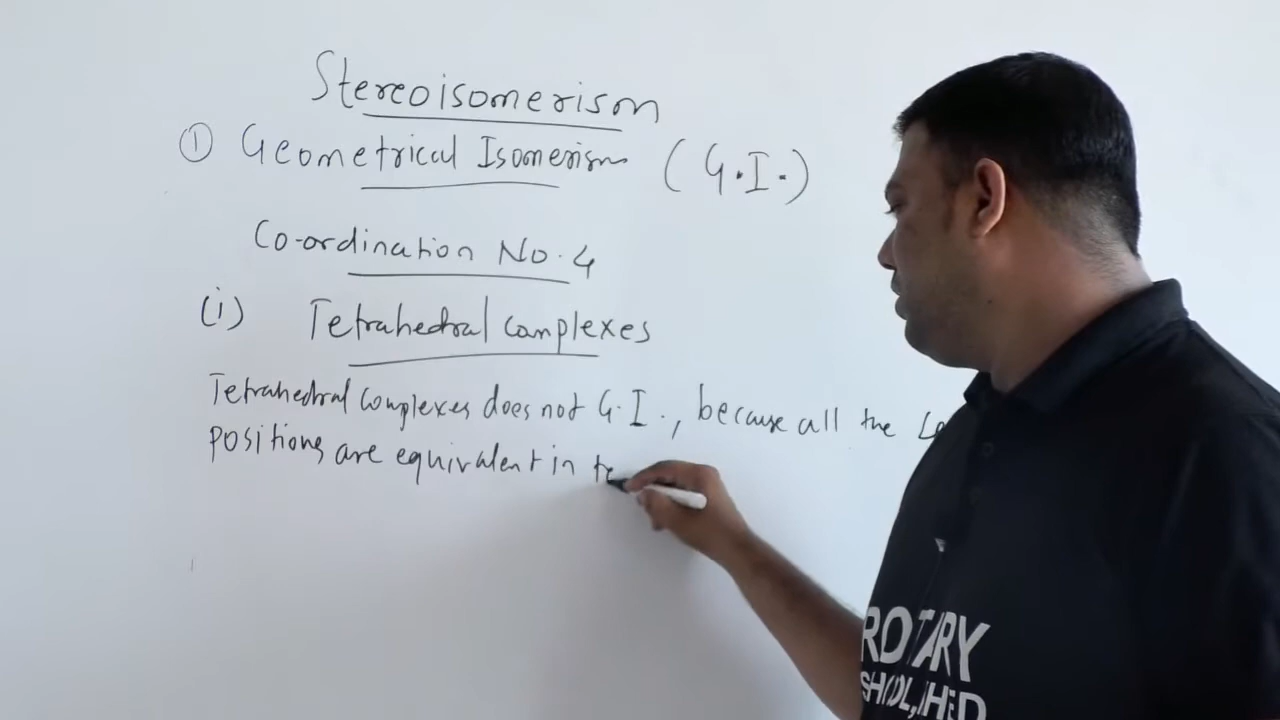 Stereoisomerism
① Geometrical Isomerism (G.I.)
Co-ordination No. 4
(i) Tetrahedral complexes
Tetrahedral complexes does not G.I., because all the
positions are equivalent in te
ROTARY